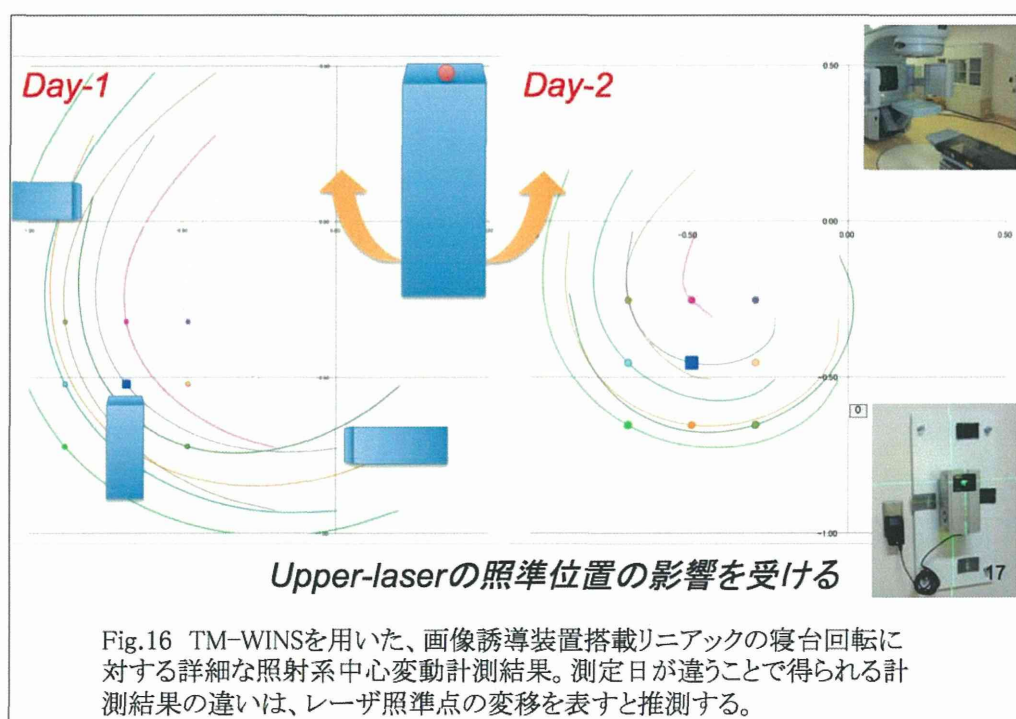 Day-1
Day-2
0.50
0.00
0.00
0.50
-0.50
-0.50
-1.00
0
17
Upper-laserの照準位置の影響を受ける
Fig.16 TM-WINSを用いた、画像誘導装置搭載リニアックの寝台回転に
対する詳細な照射系中心変動計測結果。測定日が違うことで得られる計
測結果の違いは、レーザ照準点の変移を表すと推測する。